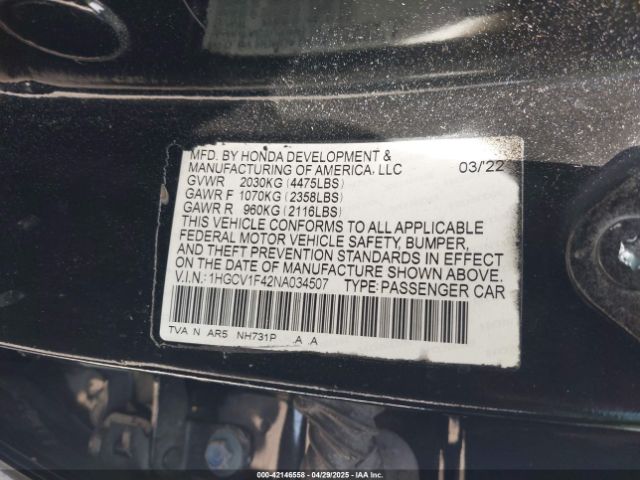 MFD. BY HONDA DEVELOPMENT &
MANUFACTURING OF AMERICA, LLC 03/'22
GVWR 2030KG (4475LBS)
GAWR F 1070KG (2358LBS)
GAWR R 960KG (2116LBS)
THIS VEHICLE CONFORMS TO ALL APPLICABLE
FEDERAL MOTOR VEHICLE SAFETY, BUMPER,
AND THEFT PREVENTION STANDARDS IN EFFECT
ON THE DATE OF MANUFACTURE SHOWN ABOVE.
V.I.N.: 1HGCV1F42NA034507 TYPE: PASSENGER CAR
TVA N AR5 NH731P A A
000-42146558 - 04/29/2025 - IAA Inc.